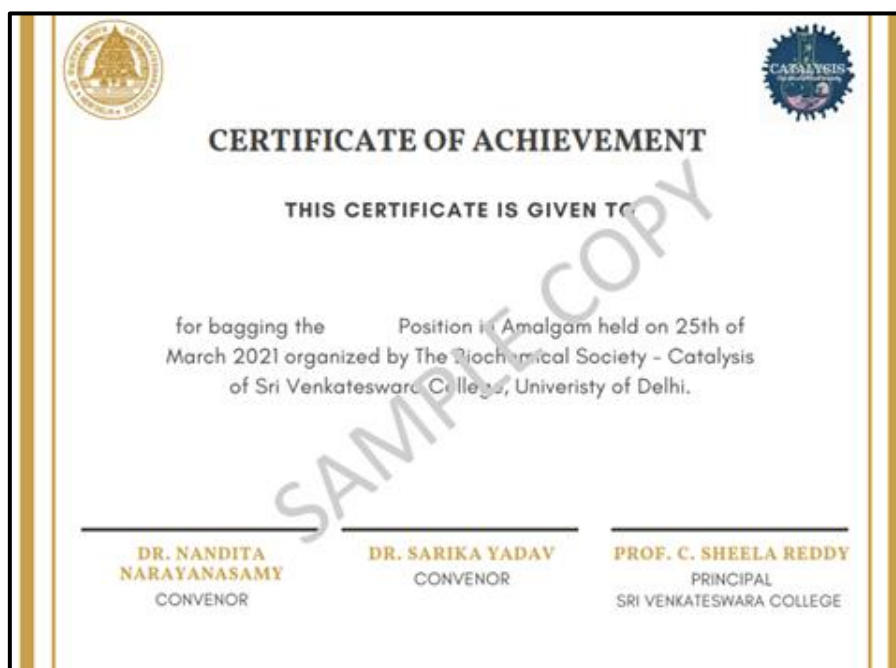 CATALYSIS
CERTIFICATE OF ACHIEVEMENT
THIS CERTIFICATE IS GIVEN TO
for bagging the Position in Amalgam held on 25th of
March 2021 organized by The Biochemical Society - Catalysis
of Sri Venkateswara College, Univeristy of Delhi.
SAMPLE COPY
DR. NANDITA
NARAYANASAMY
CONVENOR
DR. SARIKA YADAV
CONVENOR
PROF. C. SHEELA REDDY
PRINCIPAL
SRI VENKATESWARA COLLEGE